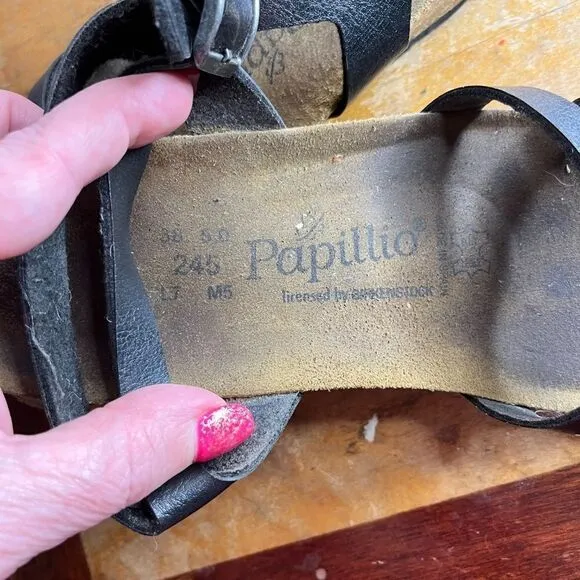 38 5.0
245
L7 M5
Papillio®
licensed by BIRKENSTOCK